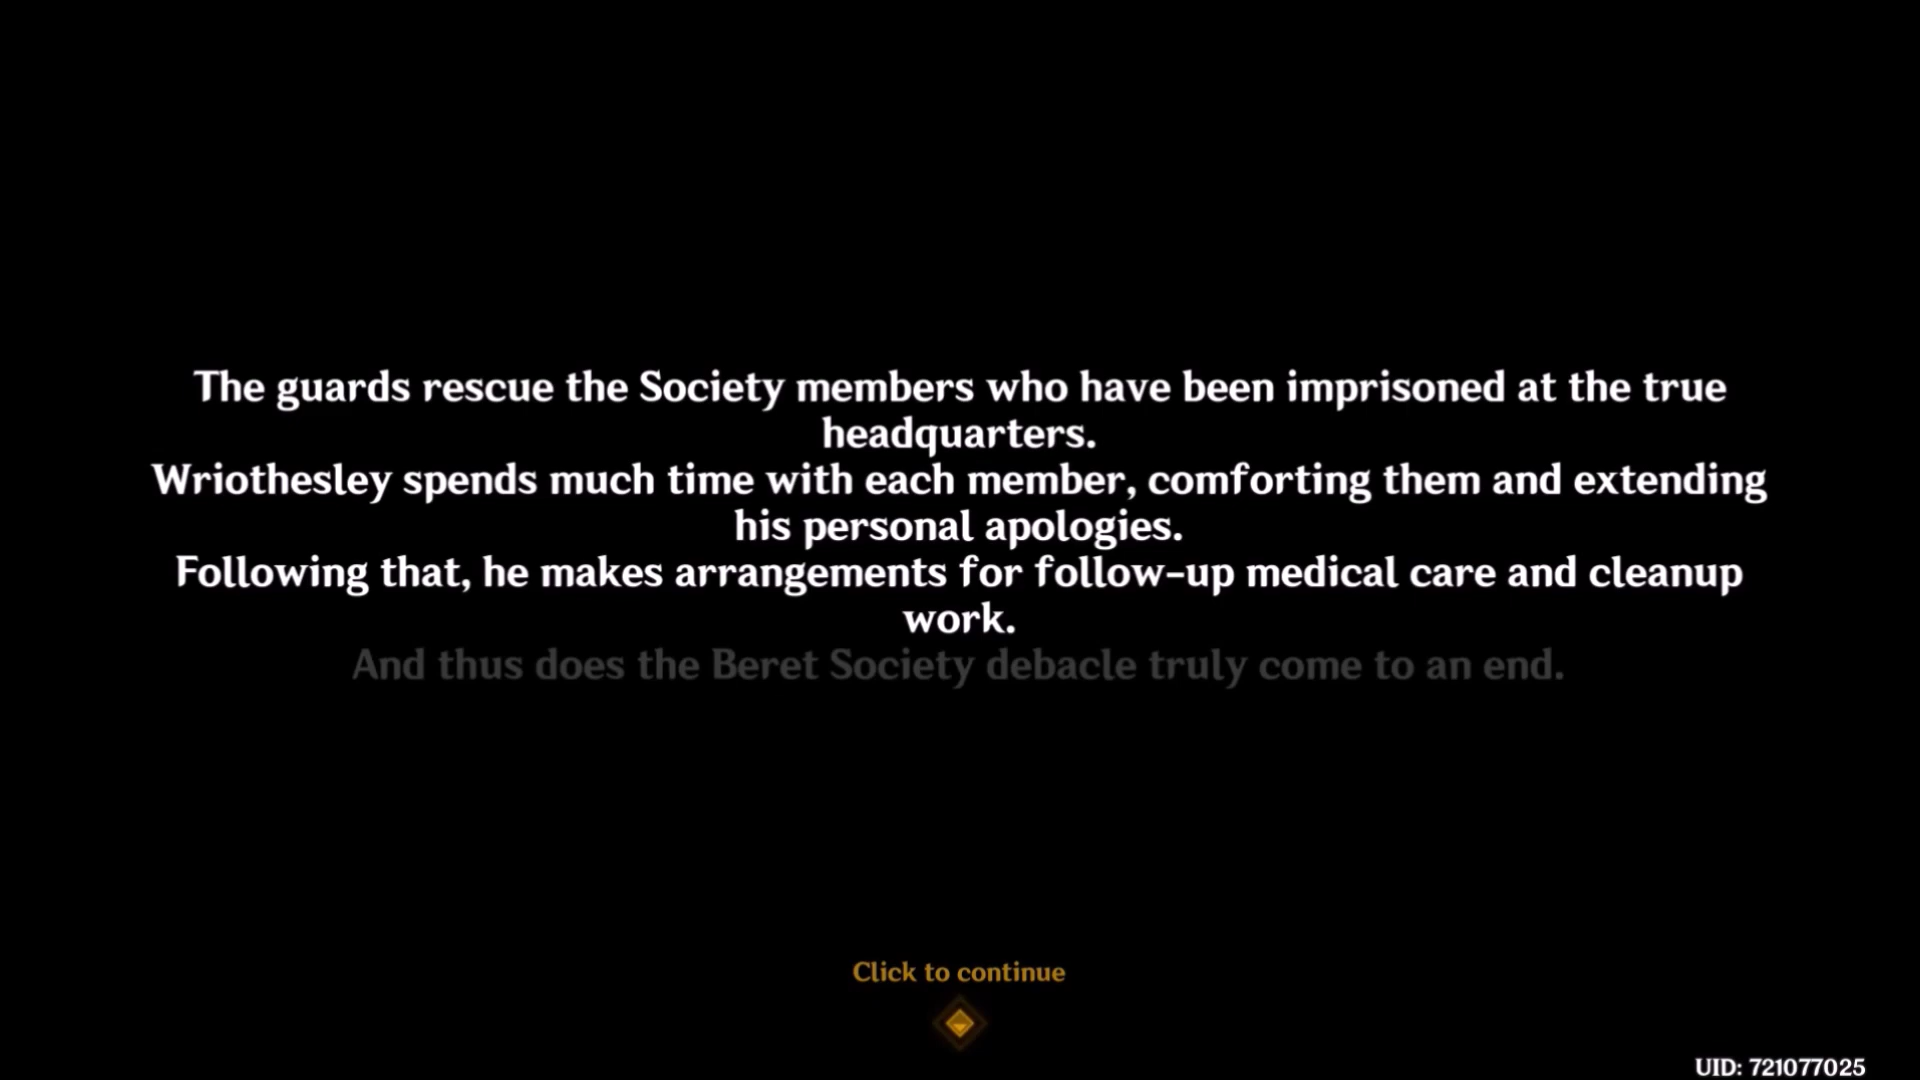 The guards rescue the Society members who have been imprisoned at the true
headquarters.
Wriothesley spends much time with each member, comforting them and extending
his personal apologies.
Following that, he makes arrangements for follow-up medical care and cleanup
work.
And thus does the Beret Society debacle truly come to an end.
Click to continue
UID: 721077025